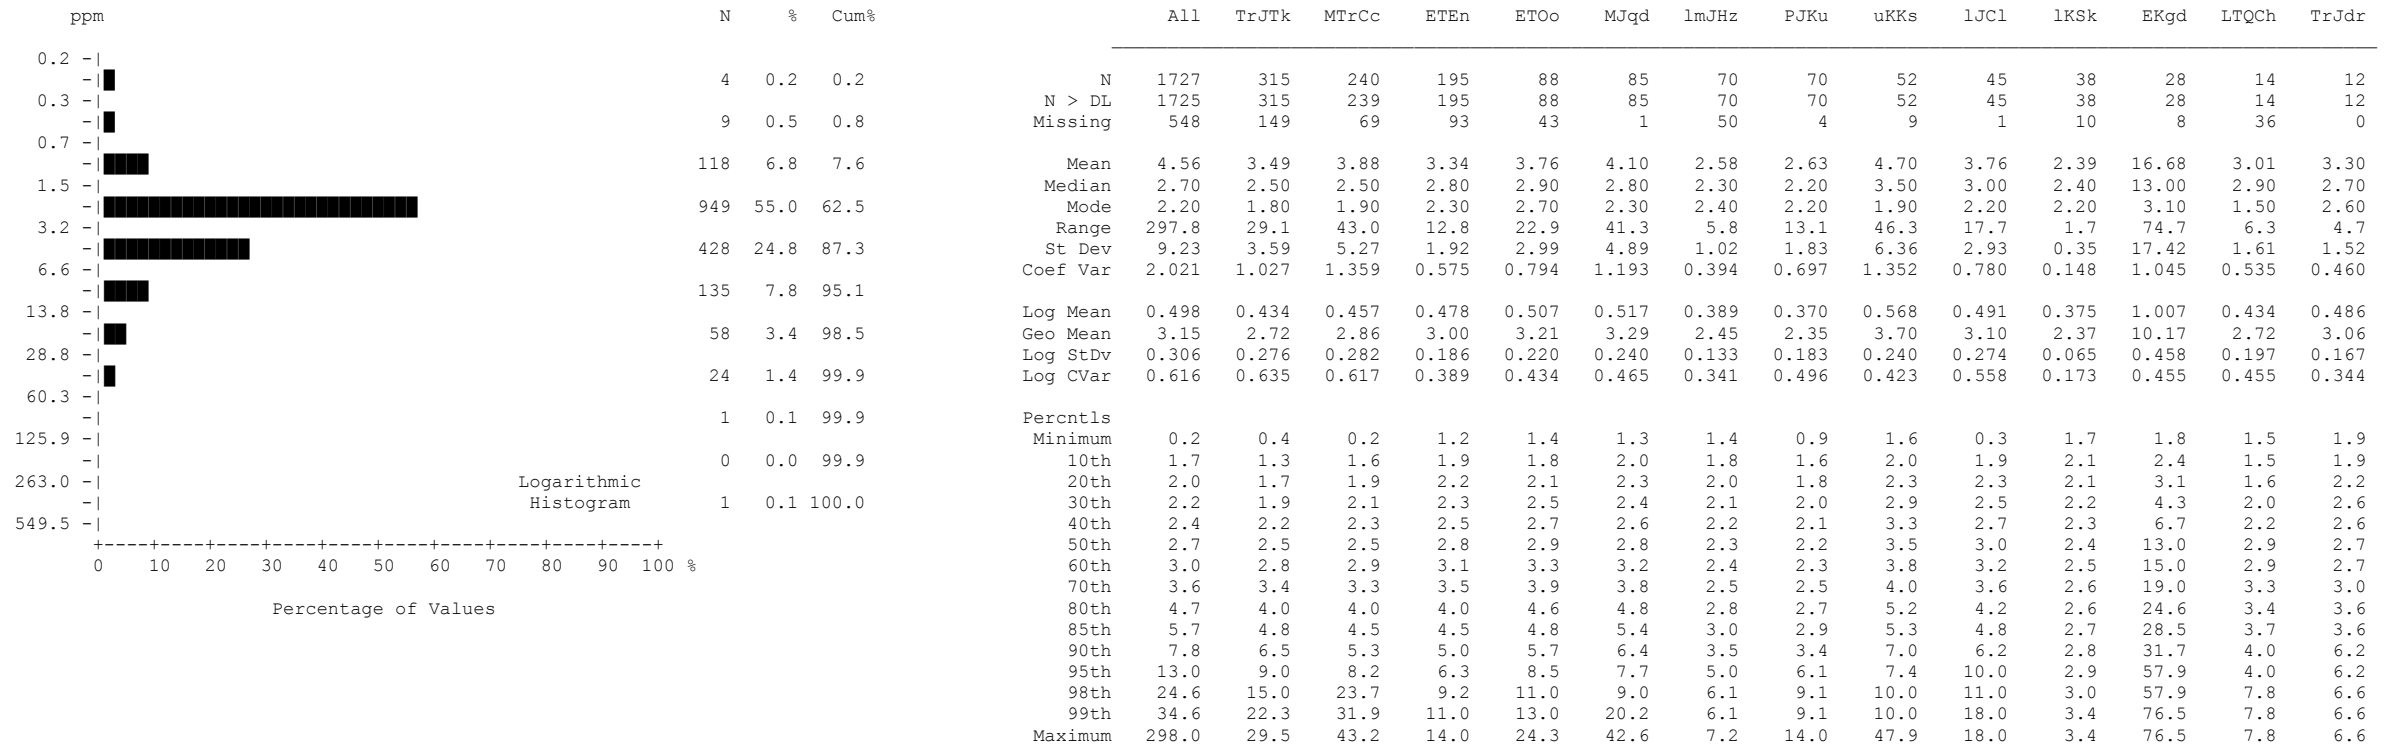 ppm N % Cum% All TrJTk MTrCc ETEn ETOo MJqd lmJHz PJKu uKKs lJCl lKSk EKgd LTQCh TrJdr
0.2 -|
-| 4 0.2 0.2 N 1727 315 240 195 88 85 70 70 52 45 38 28 14 12
0.3 -| N > DL 1725 315 239 195 88 85 70 70 52 45 38 28 14 12
-| 9 0.5 0.8 Missing 548 149 69 93 43 1 50 4 9 1 10 8 36 0
0.7 -|
-| 118 6.8 7.6 Mean 4.56 3.49 3.88 3.34 3.76 4.10 2.58 2.63 4.70 3.76 2.39 16.68 3.01 3.30
1.5 -| Median 2.70 2.50 2.50 2.80 2.90 2.80 2.30 2.20 3.50 3.00 2.40 13.00 2.90 2.70
-| 949 55.0 62.5 Mode 2.20 1.80 1.90 2.30 2.70 2.30 2.40 2.20 1.90 2.20 2.20 3.10 1.50 2.60
3.2 -| Range 297.8 29.1 43.0 12.8 22.9 41.3 5.8 13.1 46.3 17.7 1.7 74.7 6.3 4.7
-| 428 24.8 87.3 St Dev 9.23 3.59 5.27 1.92 2.99 4.89 1.02 1.83 6.36 2.93 0.35 17.42 1.61 1.52
6.6 -| Coef Var 2.021 1.027 1.359 0.575 0.794 1.193 0.394 0.697 1.352 0.780 0.148 1.045 0.535 0.460
-| 135 7.8 95.1
13.8 -| Log Mean 0.498 0.434 0.457 0.478 0.507 0.517 0.389 0.370 0.568 0.491 0.375 1.007 0.434 0.486
-| 58 3.4 98.5 Geo Mean 3.15 2.72 2.86 3.00 3.21 3.29 2.45 2.35 3.70 3.10 2.37 10.17 2.72 3.06
28.8 -| Log StDv 0.306 0.276 0.282 0.186 0.220 0.240 0.133 0.183 0.240 0.274 0.065 0.458 0.197 0.167
-| 24 1.4 99.9 Log CVar 0.616 0.635 0.617 0.389 0.434 0.465 0.341 0.496 0.423 0.558 0.173 0.455 0.455 0.344
60.3 -|
-| 1 0.1 99.9 Percntls
125.9 -| Minimum 0.2 0.4 0.2 1.2 1.4 1.3 1.4 0.9 1.6 0.3 1.7 1.8 1.5 1.9
-| 0 0.0 99.9 10th 1.7 1.3 1.6 1.9 1.8 2.0 1.8 1.6 2.0 1.9 2.1 2.4 1.5 1.9
263.0 -| Logarithmic 20th 2.0 1.7 1.9 2.2 2.1 2.3 2.0 1.8 2.3 2.3 2.1 3.1 1.6 2.2
-| Histogram 1 0.1 100.0 30th 2.2 1.9 2.1 2.3 2.5 2.4 2.1 2.0 2.9 2.5 2.2 4.3 2.0 2.6
549.5 -| 40th 2.4 2.2 2.3 2.5 2.7 2.6 2.2 2.1 3.3 2.7 2.3 6.7 2.2 2.6
+----+----+----+----+----+----+----+----+----+----+ 50th 2.7 2.5 2.5 2.8 2.9 2.8 2.3 2.2 3.5 3.0 2.4 13.0 2.9 2.7
0 10 20 30 40 50 60 70 80 90 100 % 60th 3.0 2.8 2.9 3.1 3.3 3.2 2.4 2.3 3.8 3.2 2.5 15.0 2.9 2.7
70th 3.6 3.4 3.3 3.5 3.9 3.8 2.5 2.5 4.0 3.6 2.6 19.0 3.3 3.0
Percentage of Values 80th 4.7 4.0 4.0 4.0 4.6 4.8 2.8 2.7 5.2 4.2 2.6 24.6 3.4 3.6
85th 5.7 4.8 4.5 4.5 4.8 5.4 3.0 2.9 5.3 4.8 2.7 28.5 3.7 3.6
90th 7.8 6.5 5.3 5.0 5.7 6.4 3.5 3.4 7.0 6.2 2.8 31.7 4.0 6.2
95th 13.0 9.0 8.2 6.3 8.5 7.7 5.0 6.1 7.4 10.0 2.9 57.9 4.0 6.2
98th 24.6 15.0 23.7 9.2 11.0 9.0 6.1 9.1 10.0 11.0 3.0 57.9 7.8 6.6
99th 34.6 22.3 31.9 11.0 13.0 20.2 6.1 9.1 10.0 18.0 3.4 76.5 7.8 6.6
Maximum 298.0 29.5 43.2 14.0 24.3 42.6 7.2 14.0 47.9 18.0 3.4 76.5 7.8 6.6